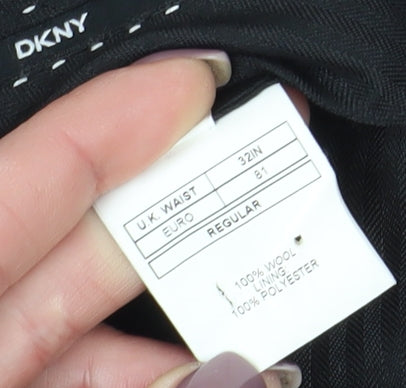 DKNY
U.K. WAIST 32IN
EURO 81
REGULAR
100% WOOL
LINING
100% POLYESTER